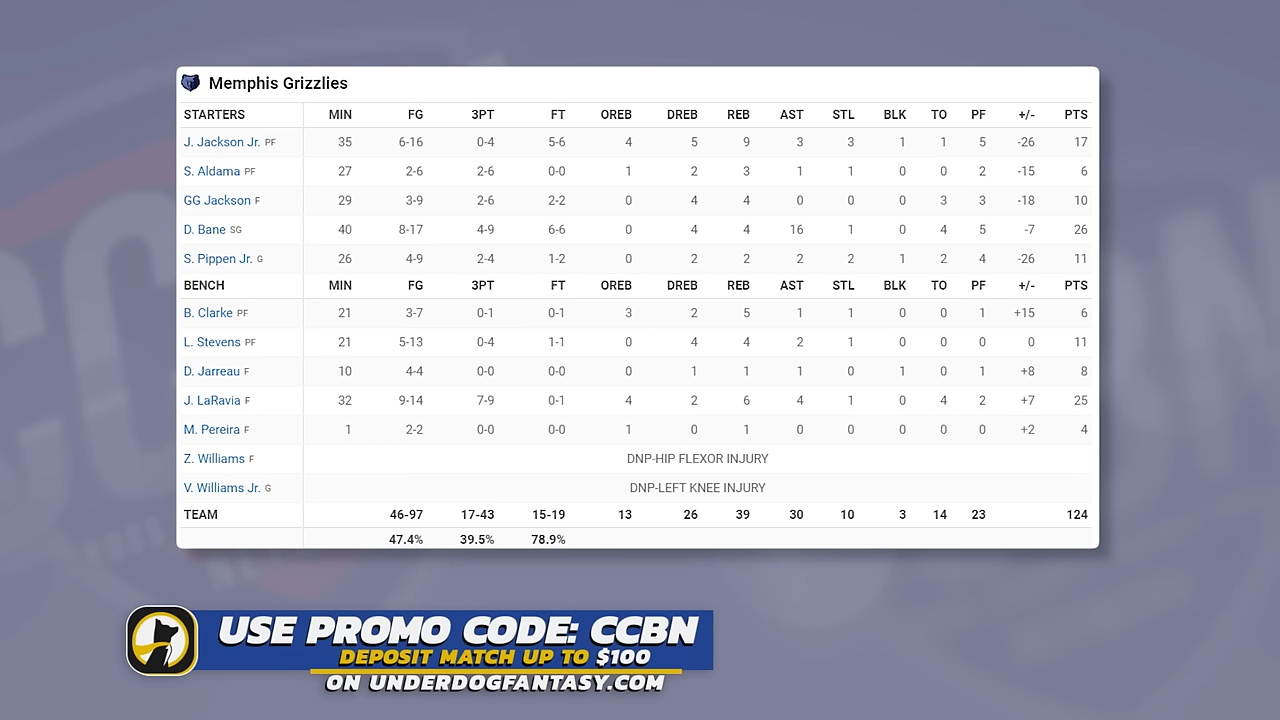 Memphis Grizzlies
STARTERS MIN FG 3PT FT OREB DREB REB AST STL BLK TO PF +/- PTS
J. Jackson Jr. PF 35 6-16 0-4 5-6 4 5 9 3 3 1 1 5 -26 17
S. Aldama PF 27 2-6 2-6 0-0 1 2 3 1 1 0 0 2 -15 6
GG Jackson F 29 3-9 2-6 2-2 0 4 4 0 0 0 3 3 -18 10
D. Bane SG 40 8-17 4-9 6-6 0 4 4 16 1 0 4 5 -7 26
S. Pippen Jr. G 26 4-9 2-4 1-2 0 2 2 2 2 1 2 4 -26 11
BENCH MIN FG 3PT FT OREB DREB REB AST STL BLK TO PF +/- PTS
B. Clarke PF 21 3-7 0-1 0-1 3 2 5 1 1 0 0 1 +15 6
L. Stevens PF 21 5-13 0-4 1-1 0 4 4 2 1 0 0 0 0 11
D. Jarreau F 10 4-4 0-0 0-0 0 1 1 1 0 1 0 1 +8 8
J. LaRavia F 32 9-14 7-9 0-1 4 2 6 4 1 0 4 2 +7 25
M. Pereira F 1 2-2 0-0 0-0 1 0 1 0 0 0 0 0 +2 4
Z. Williams F DNP-HIP FLEXOR INJURY
V. Williams Jr. G DNP-LEFT KNEE INJURY
TEAM 46-97 17-43 15-19 13 26 39 30 10 3 14 23 124
47.4% 39.5% 78.9%
USE PROMO CODE: CCBN
DEPOSIT MATCH UP TO $100
ON UNDERDOGFANTASY.COM